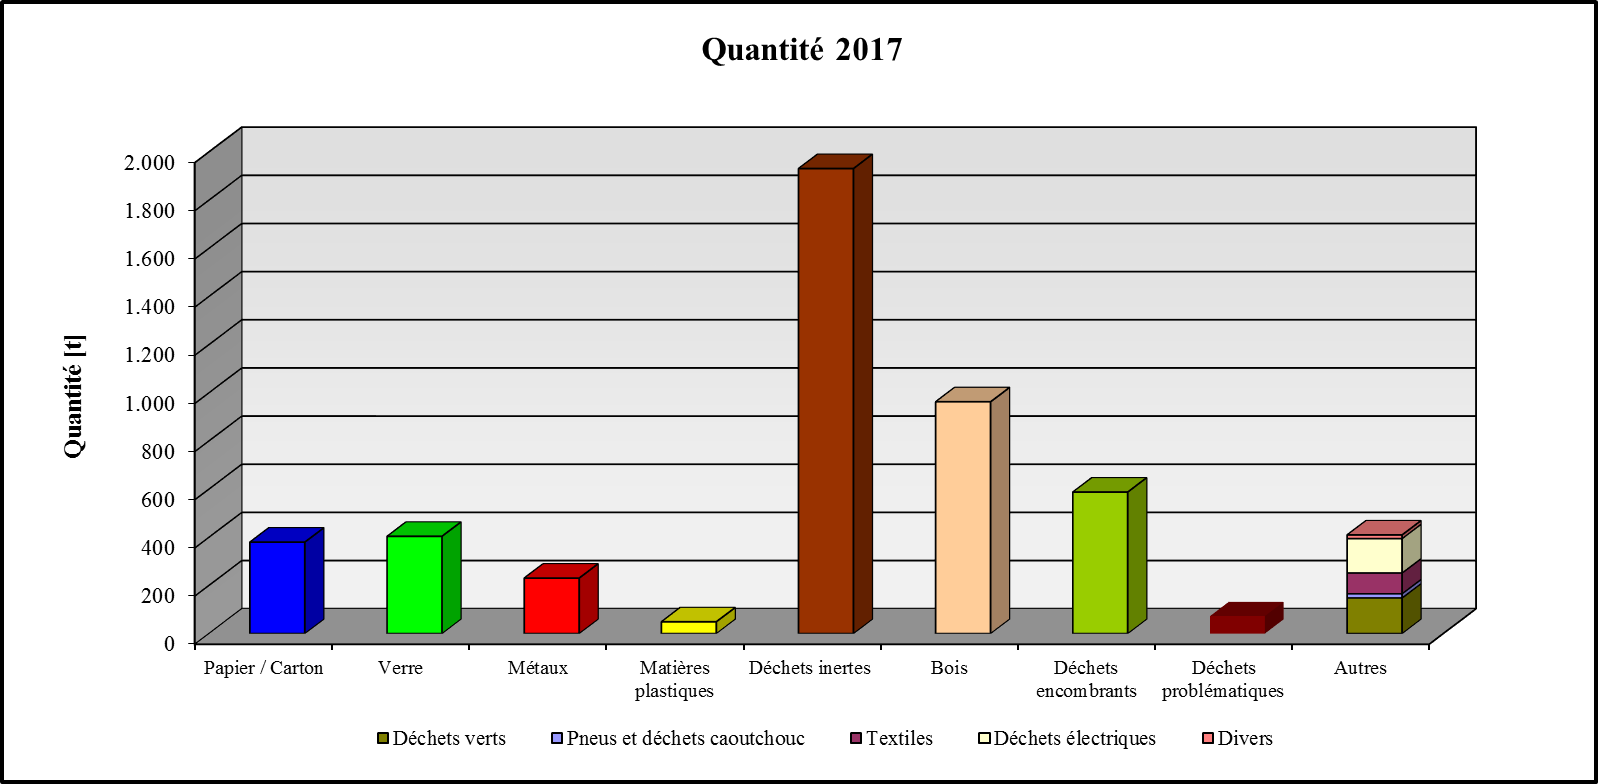 Quantité 2017
Quantité [t]
2.000
1.800
1.600
1.400
1.200
1.000
800
600
400
200
0
Papier / Carton
Verre
Métaux
Matières
plastiques
Déchets inertes
Bois
Déchets
encombrants
Déchets
problématiques
Autres
Déchets verts
Pneus et déchets caoutchouc
Textiles
Déchets électriques
Divers